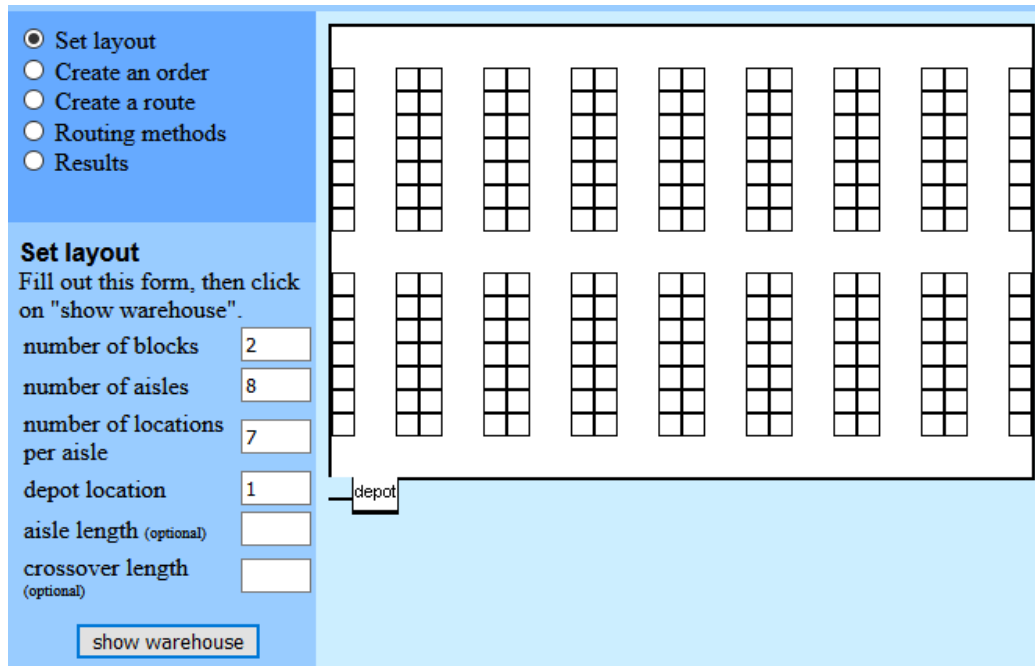 Set layout
Create an order
Create a route
Routing methods
Results
Set layout
Fill out this form, then click
on "show warehouse".
number of blocks 2
number of aisles 8
number of locations
per aisle 7
depot location 1
aisle length (optional)
crossover length
(optional)
show warehouse
depot